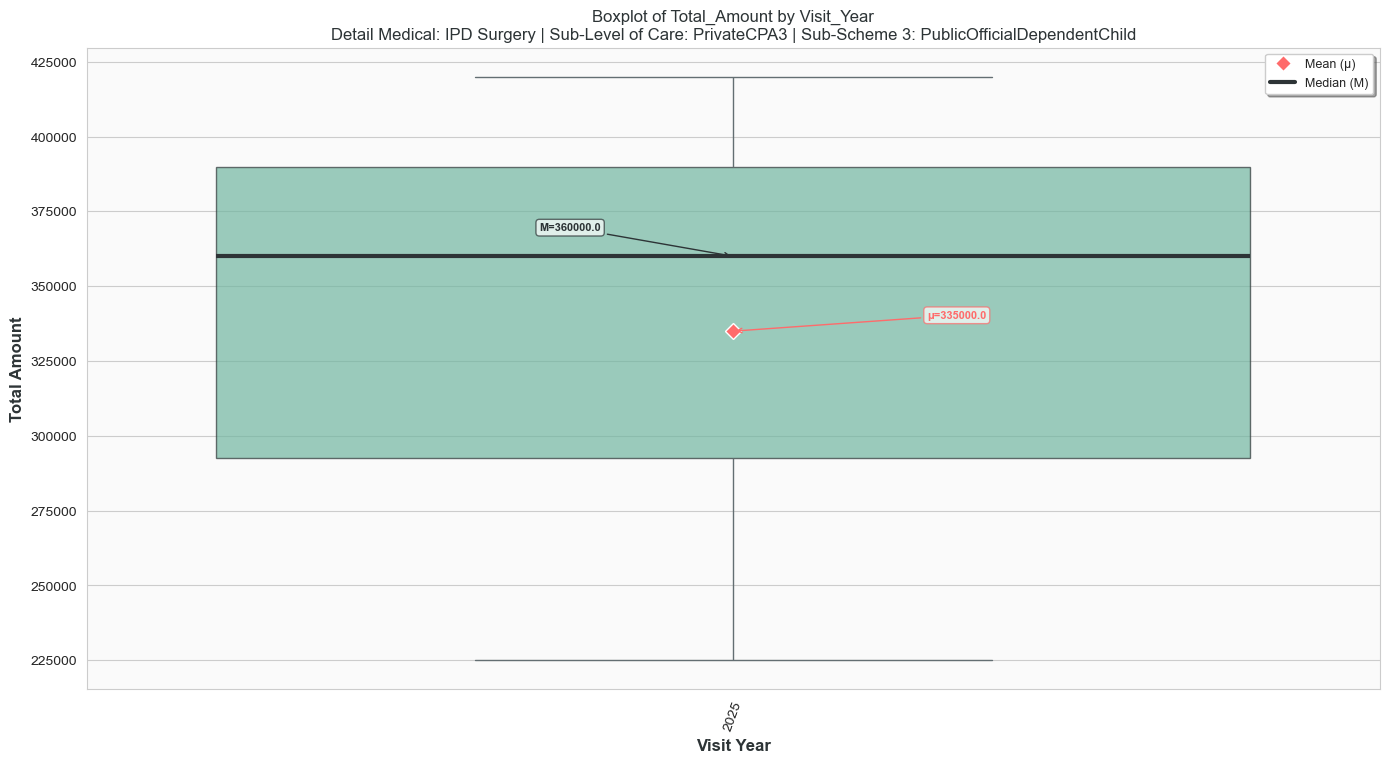 Boxplot of Total_Amount by Visit_Year
Detail Medical: IPD Surgery | Sub-Level of Care: PrivateCPA3 | Sub-Scheme 3: PublicOfficialDependentChild
Mean (μ)
Median (M)
425000
400000
375000
350000
325000
300000
275000
250000
225000
Total Amount
M=360000.0
μ=335000.0
2025
Visit Year